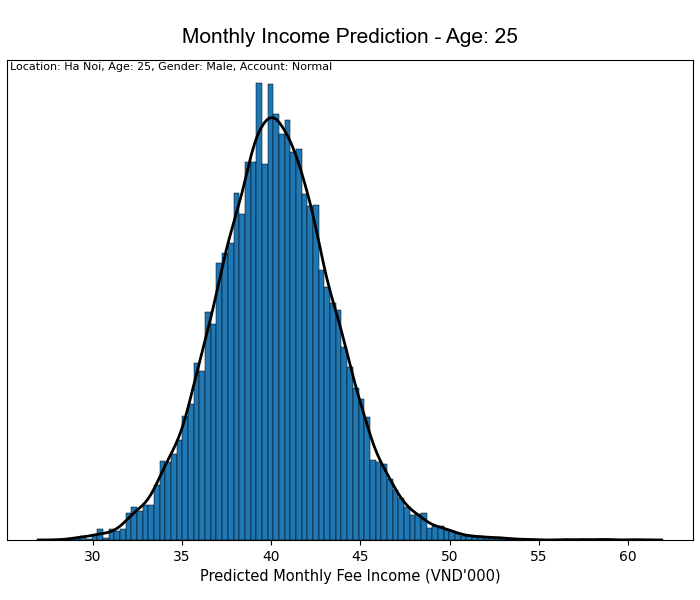 Monthly Income Prediction - Age: 25
Location: Ha Noi, Age: 25, Gender: Male, Account: Normal
30 35 40 45 50 55 60
Predicted Monthly Fee Income (VND'000)